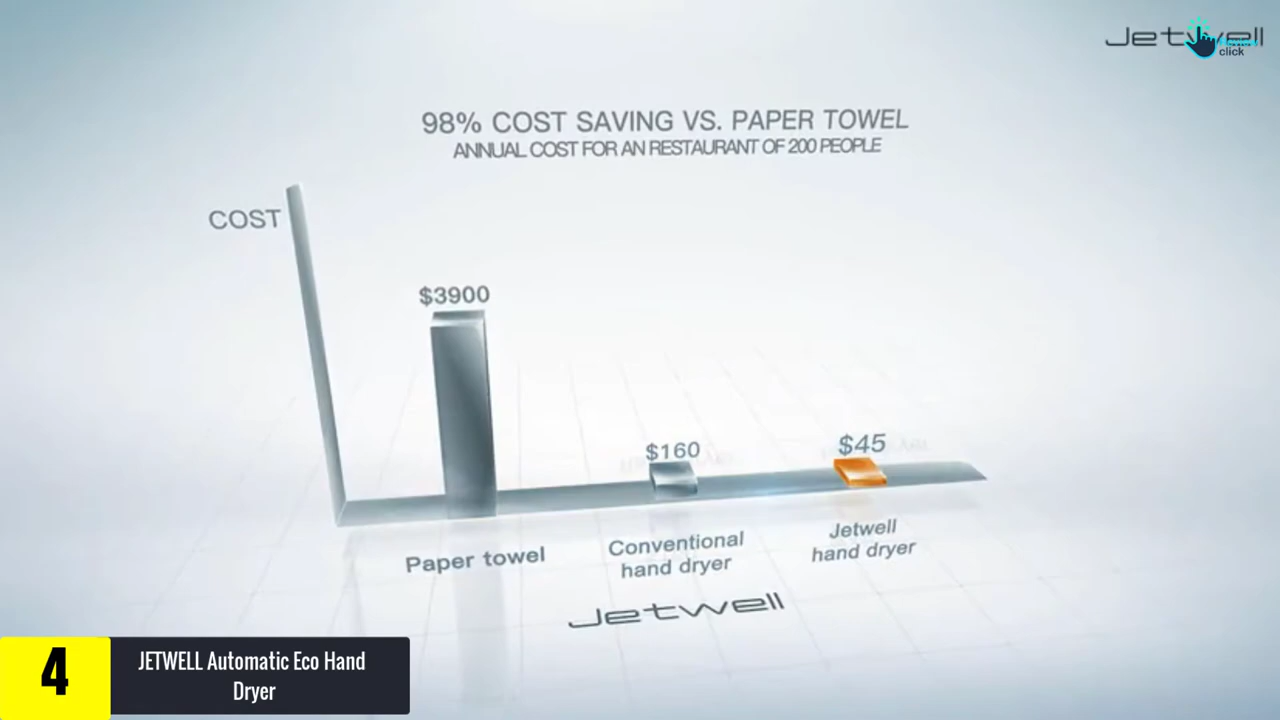 Jetwell
click
98% COST SAVING VS. PAPER TOWEL
ANNUAL COST FOR AN RESTAURANT OF 200 PEOPLE
COST
$3900
$160
$45
Paper towel
Conventional
hand dryer
Jetwell
hand dryer
Jetwell
4
JETWELL Automatic Eco Hand
Dryer